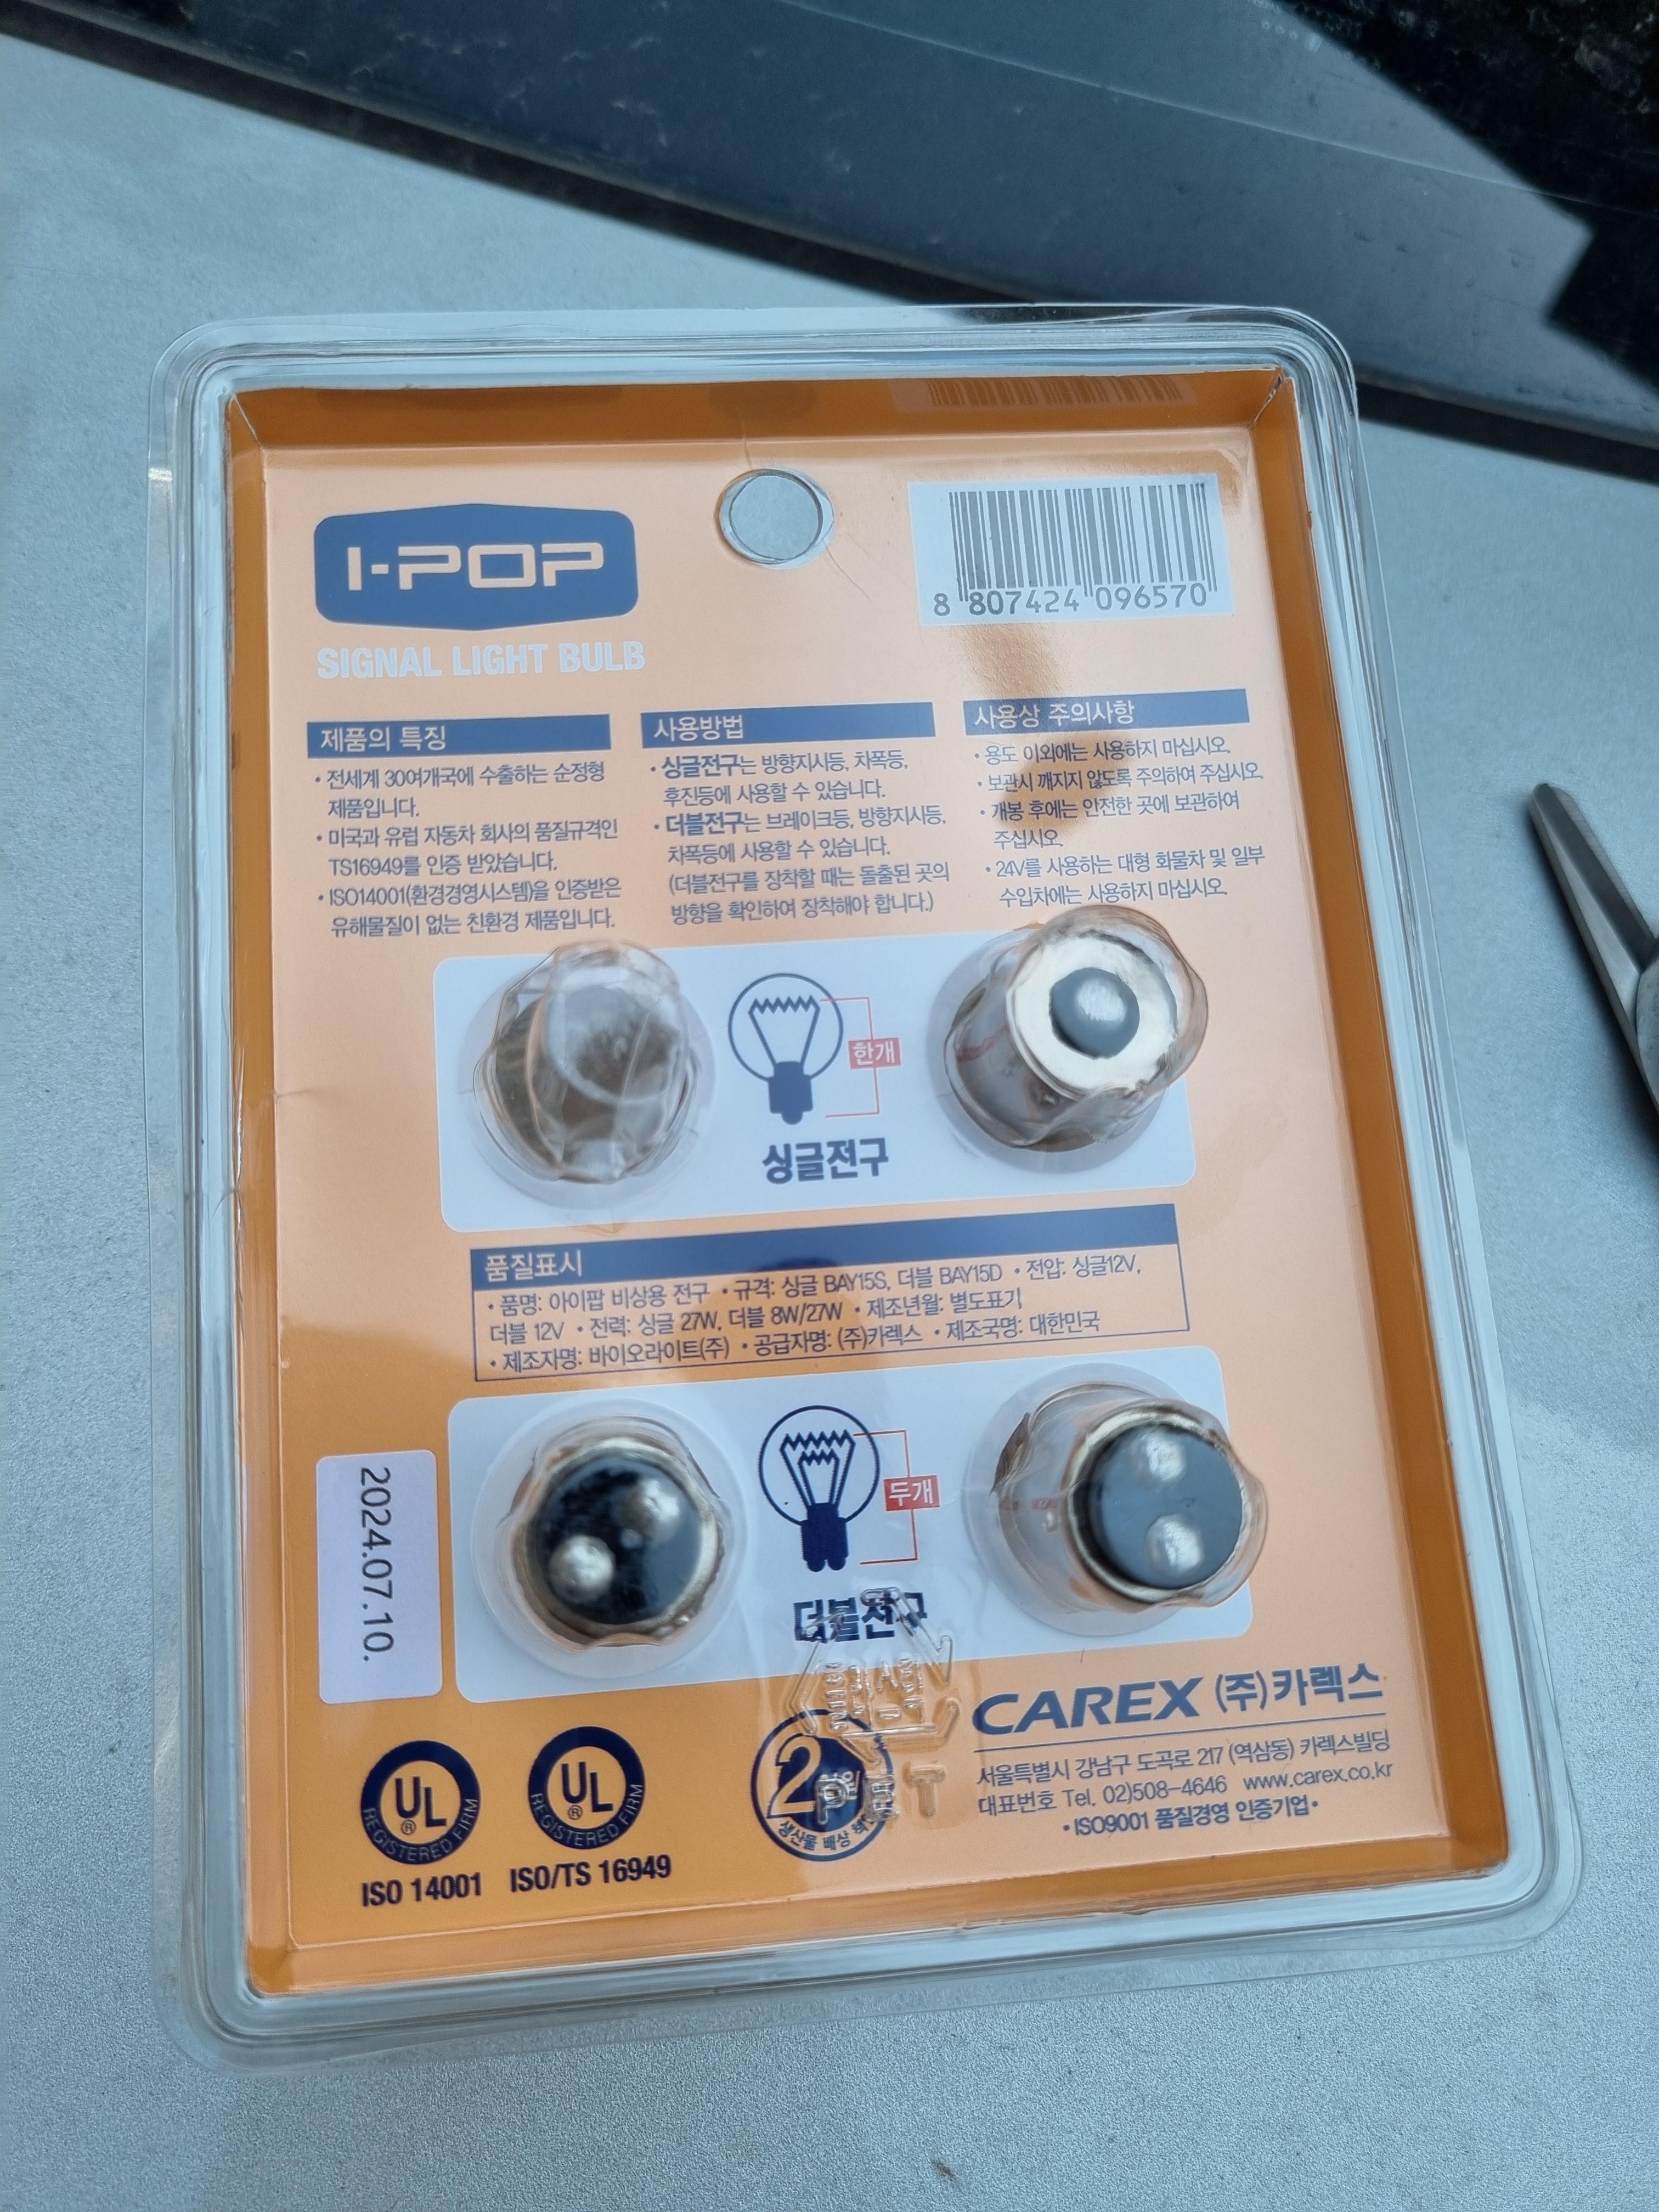 I-POP
SIGNAL LIGHT BULB
8 807424 096570
제품의 특징
• 전세계 30여개국에 수출하는 순정형
제품입니다.
• 미국과 유럽 자동차 회사의 품질규격인
TS16949를 인증 받았습니다.
• ISO14001(환경경영시스템)을 인증받은
유해물질이 없는 친환경 제품입니다.
사용방법
• 싱글전구는 방향지시등, 차폭등,
후진등에 사용할 수 있습니다.
• 더블전구는 브레이크등, 방향지시등,
차폭등에 사용할 수 있습니다.
(더블전구를 장착할 때는 돌출된 곳의
방향을 확인하여 장착해야 합니다.)
사용상 주의사항
• 용도 이외에는 사용하지 마십시오.
• 보관시 깨지지 않도록 주의하여 주십시오.
• 개봉 후에는 안전한 곳에 보관하여
주십시오.
• 24V를 사용하는 대형 화물차 및 일부
수입차에는 사용하지 마십시오.
한개
싱글전구
품질표시
• 품명: 아이팝 비상용 전구 • 규격: 싱글 BAY15S, 더블 BAY15D • 전압: 싱글12V,
더블 12V • 전력: 싱글 27W, 더블 8W/27W • 제조년월: 별도표기
• 제조자명: 바이오라이트(주) • 공급자명: (주)카렉스 • 제조국명: 대한민국
두개
더블전구
2024.07.10.
UL
®
REGISTERED FIRM
ISO 14001
UL
®
REGISTERED FIRM
ISO/TS 16949
2
생산물 배상
CAREX (주)카렉스
서울특별시 강남구 도곡로 217 (역삼동) 카렉스빌딩
대표번호 Tel. 02)508-4646 www.carex.co.kr
• ISO9001 품질경영 인증기업 •